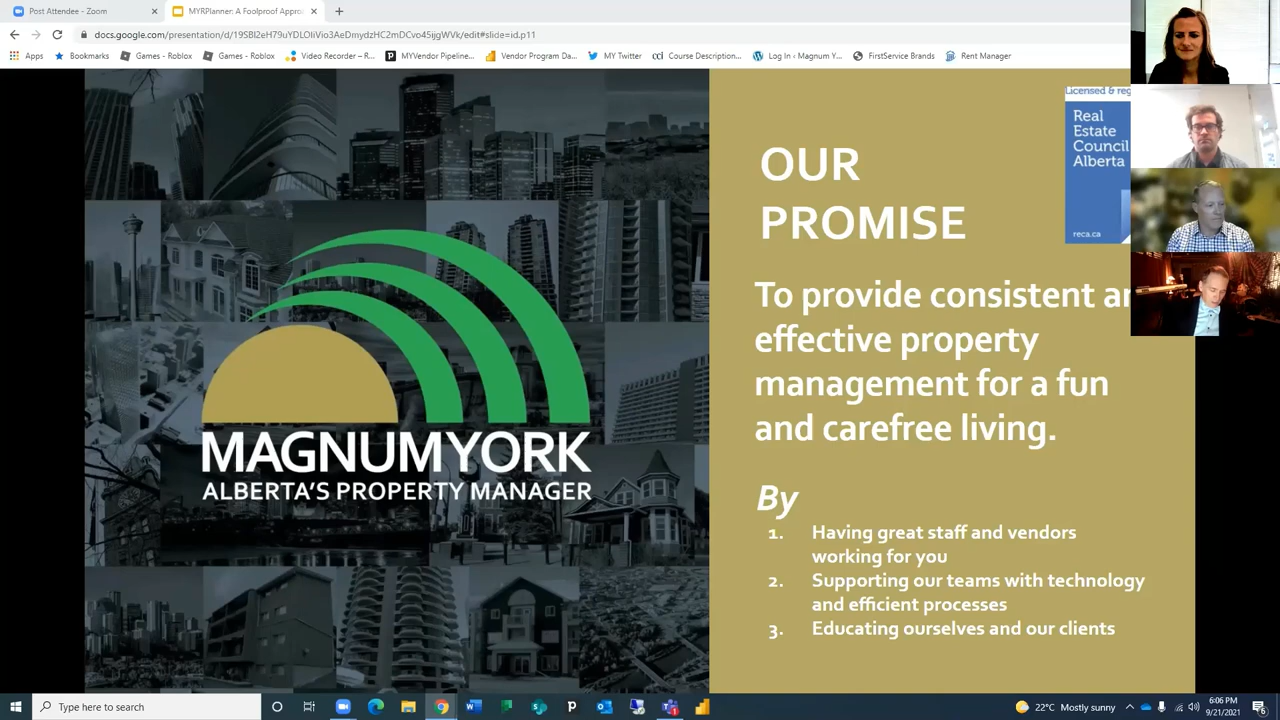 Post Attendee - Zoom
MYRPlanner: A Foolproof Appro
docs.google.com/presentation/d/19SBI2eH79uYDLOIiVio3AeDmydzHC2mDCvo45ijgWVk/edit#slide=id.p11
Apps Bookmarks Games - Roblox Games - Roblox Video Recorder – R... MYVendor Pipeline... Vendor Program Da... MY Twitter Course Description... Log In ‹ Magnum Y... FirstService Brands Rent Manager
Licensed & reg
Real
Estate
Council
Alberta
reca.ca
OUR
PROMISE
To provide consistent an
effective property
management for a fun
and carefree living.
MAGNUMYORK
ALBERTA'S PROPERTY MANAGER
By
1. Having great staff and vendors
working for you
2. Supporting our teams with technology
and efficient processes
3. Educating ourselves and our clients
Type here to search
22°C Mostly sunny
6:06 PM
9/21/2021